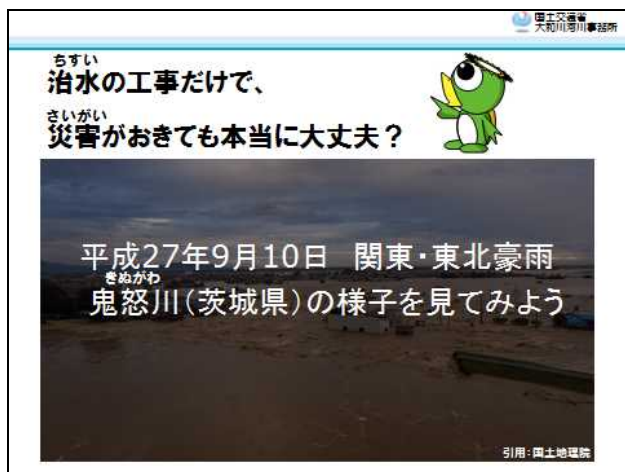 国土交通省
大和川河川事務所
ちすい
治水の工事だけで、
さいがい
災害がおきても本当に大丈夫？
平成27年9月10日 関東・東北豪雨
きぬがわ
鬼怒川（茨城県）の様子を見てみよう
引用：国土地理院